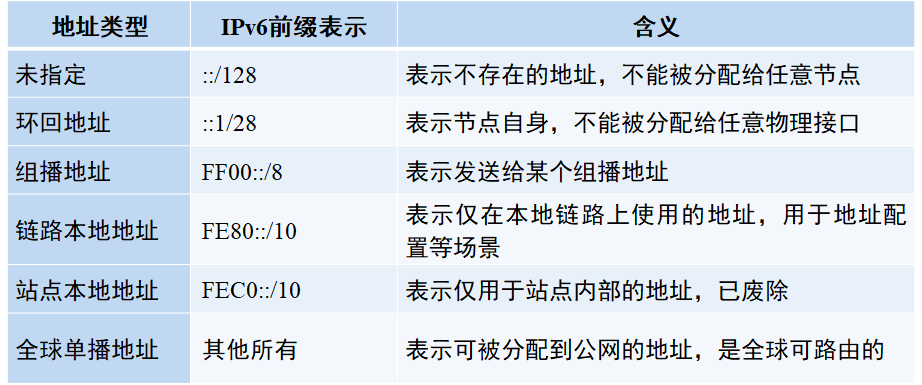 地址类型 IPv6前缀表示 含义
未指定 ::/128 表示不存在的地址，不能被分配给任意节点
环回地址 ::1/28 表示节点自身，不能被分配给任意物理接口
组播地址 FF00::/8 表示发送给某个组播地址
链路本地地址 FE80::/10 表示仅在本地链路上使用的地址，用于地址配
置等场景
站点本地地址 FEC0::/10 表示仅用于站点内部的地址，已废除
全球单播地址 其他所有 表示可被分配到公网的地址，是全球可路由的